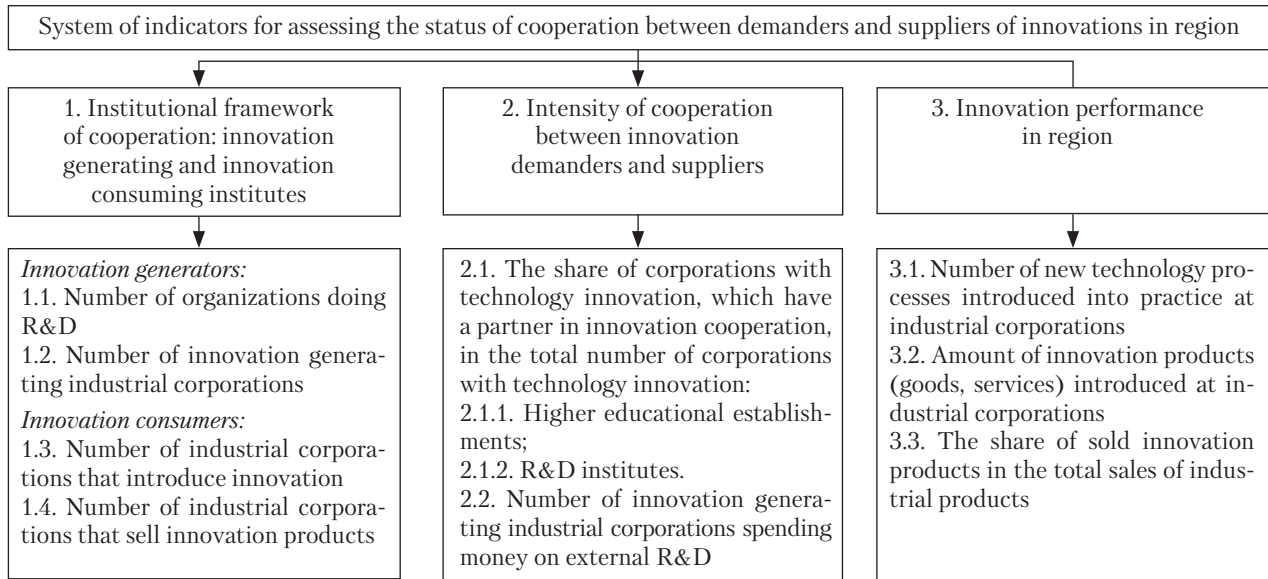 System of indicators for assessing the status of cooperation between demanders and suppliers of innovations in region
1. Institutional framework
of cooperation: innovation
generating and innovation
consuming institutes
2. Intensity of cooperation
between innovation
demanders and suppliers
3. Innovation performance
in region
Innovation generators:
1.1. Number of organizations doing
R&D
1.2. Number of innovation genera-
ting industrial corporations
Innovation consumers:
1.3. Number of industrial corpora-
tions that introduce innovation
1.4. Number of industrial corpora-
tions that sell innovation products
2.1. The share of corporations with
technology innovation, which have
a partner in innovation cooperation,
in the total number of corporations
with technology innovation:
2.1.1. Higher educational establish-
ments;
2.1.2. R&D institutes.
2.2. Number of innovation genera-
ting industrial corporations spending
money on external R&D
3.1. Number of new technology pro-
cesses introduced into practice at
industrial corporations
3.2. Amount of innovation products
(goods, services) introduced at in-
dustrial corporations
3.3. The share of sold innovation
products in the total sales of indus-
trial products